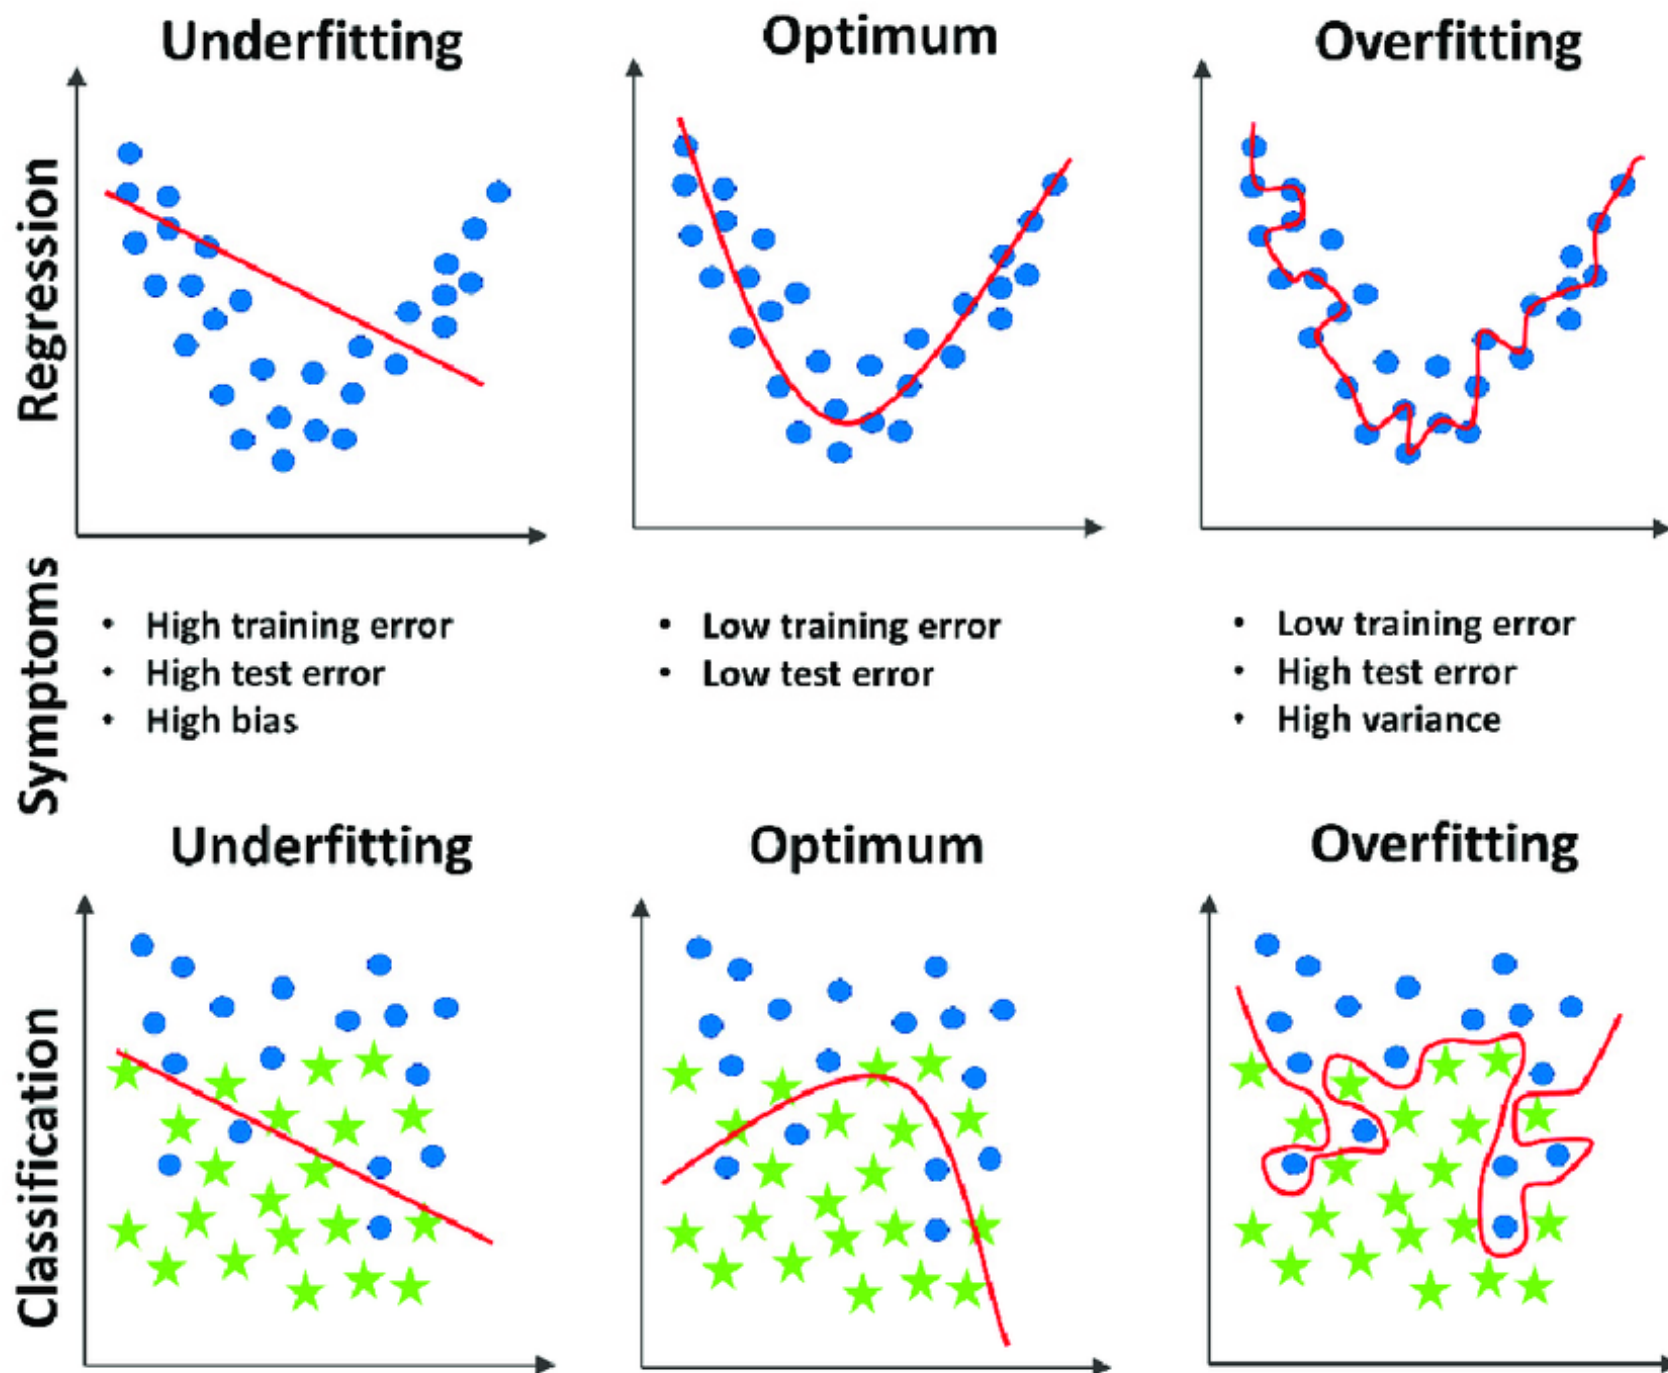 Underfitting
Optimum
Overfitting
Regression
Symptoms
• High training error
• High test error
• High bias
• Low training error
• Low test error
• Low training error
• High test error
• High variance
Underfitting
Optimum
Overfitting
Classification